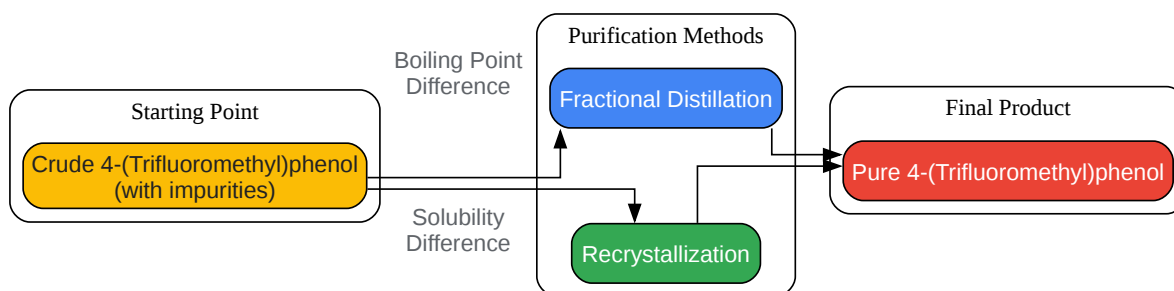 Starting Point
Crude 4-(Trifluoromethyl)phenol
(with impurities)
Boiling Point
Difference
Solubility
Difference
Purification Methods
Fractional Distillation
Recrystallization
Final Product
Pure 4-(Trifluoromethyl)phenol